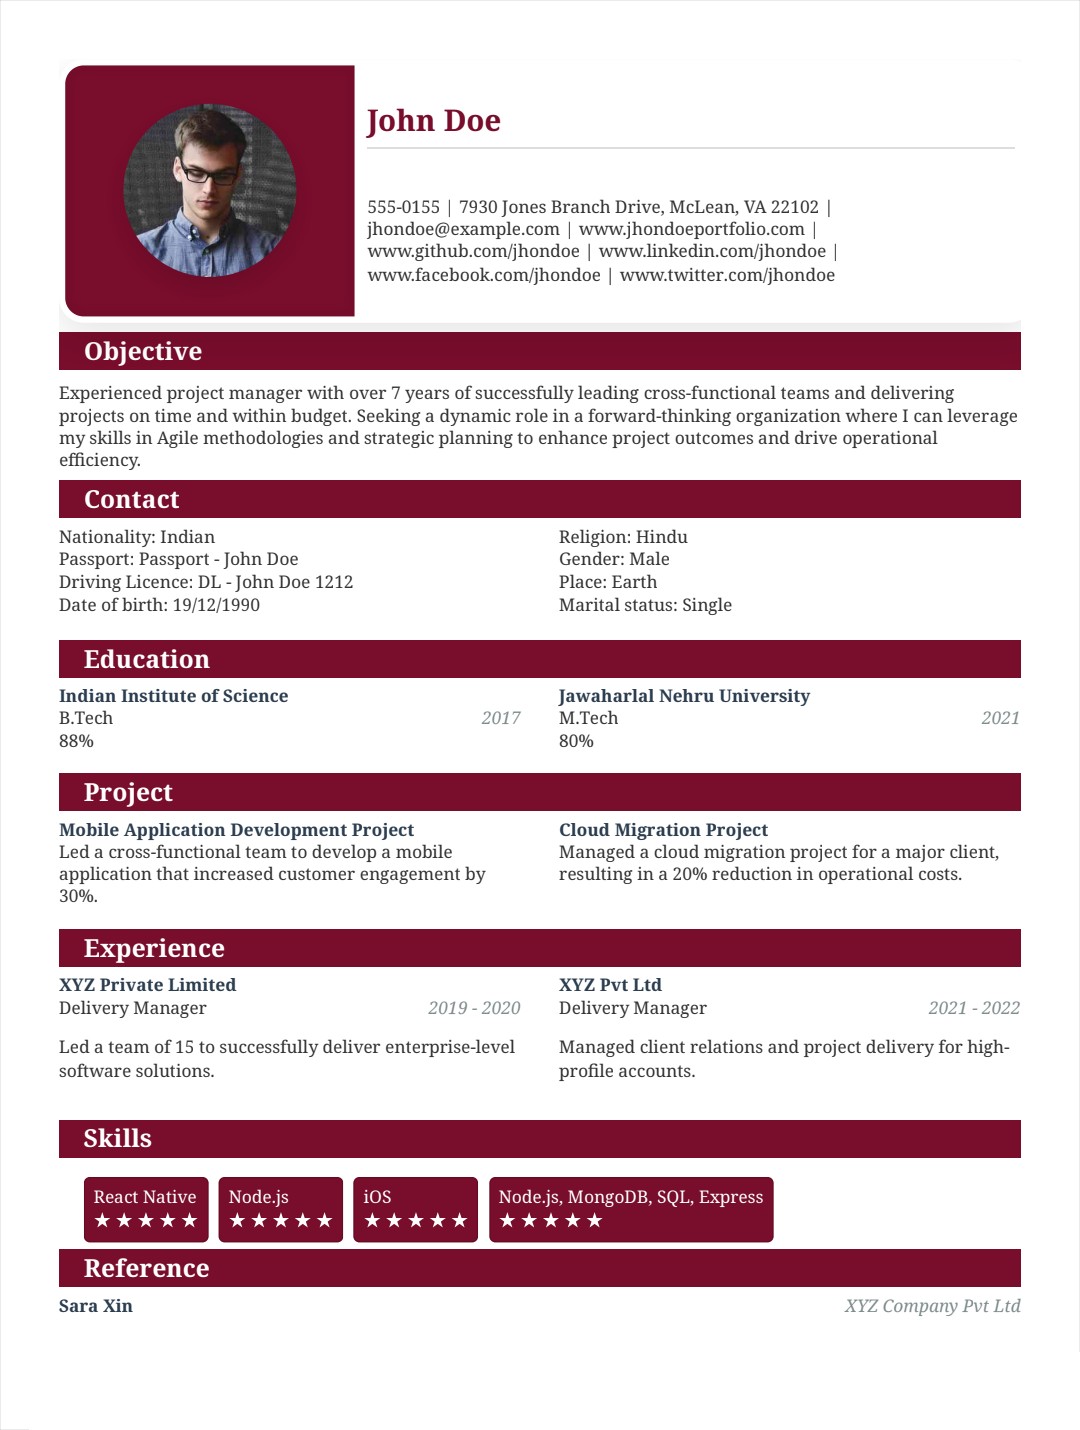 John Doe
555-0155 | 7930 Jones Branch Drive, McLean, VA 22102 |
jhondoe@example.com | www.jhondoeportfolio.com |
www.github.com/jhondoe | www.linkedin.com/jhondoe |
www.facebook.com/jhondoe | www.twitter.com/jhondoe
Objective
Experienced project manager with over 7 years of successfully leading cross-functional teams and delivering
projects on time and within budget. Seeking a dynamic role in a forward-thinking organization where I can leverage
my skills in Agile methodologies and strategic planning to enhance project outcomes and drive operational
efficiency.
Contact
Nationality: Indian
Passport: Passport - John Doe
Driving Licence: DL - John Doe 1212
Date of birth: 19/12/1990
Religion: Hindu
Gender: Male
Place: Earth
Marital status: Single
Education
Indian Institute of Science
B.Tech 2017
88%
Jawaharlal Nehru University
M.Tech 2021
80%
Project
Mobile Application Development Project
Led a cross-functional team to develop a mobile
application that increased customer engagement by
30%.
Cloud Migration Project
Managed a cloud migration project for a major client,
resulting in a 20% reduction in operational costs.
Experience
XYZ Private Limited
Delivery Manager 2019 - 2020
Led a team of 15 to successfully deliver enterprise-level
software solutions.
XYZ Pvt Ltd
Delivery Manager 2021 - 2022
Managed client relations and project delivery for high-
profile accounts.
Skills
React Native
★★★★★
Node.js
★★★★★
iOS
★★★★★
Node.js, MongoDB, SQL, Express
★★★★★
Reference
Sara Xin XYZ Company Pvt Ltd